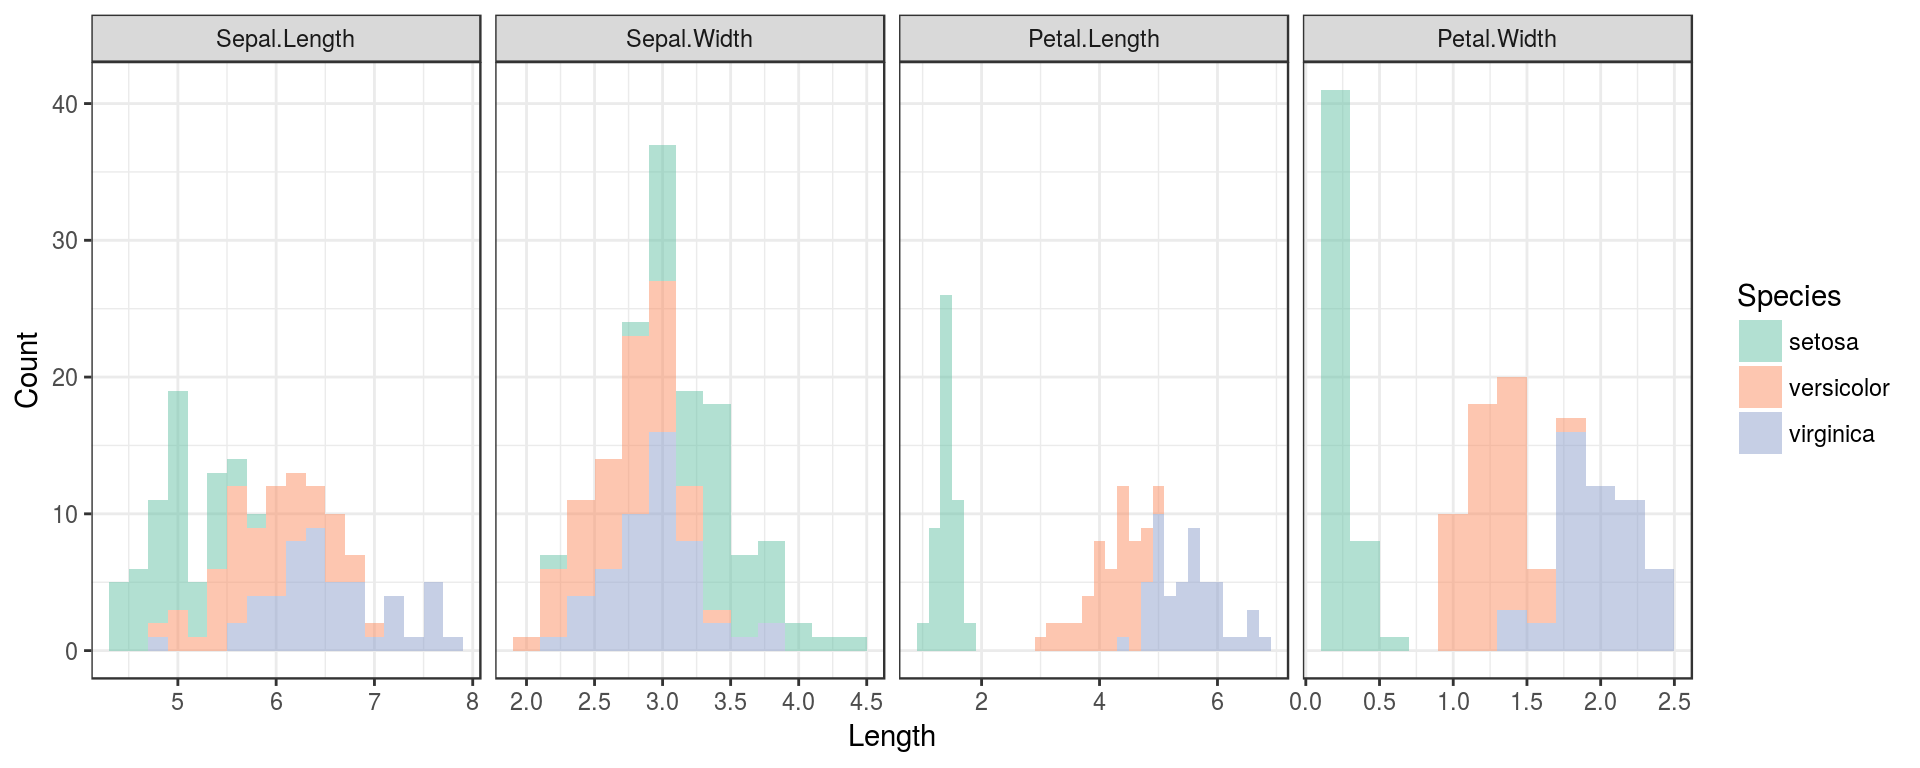 Sepal.Length Sepal.Width Petal.Length Petal.Width
40
30
20
10
0
Count
5 6 7 8 2.0 2.5 3.0 3.5 4.0 4.5 2 4 6 0.0 0.5 1.0 1.5 2.0 2.5
Length
Species
setosa
versicolor
virginica